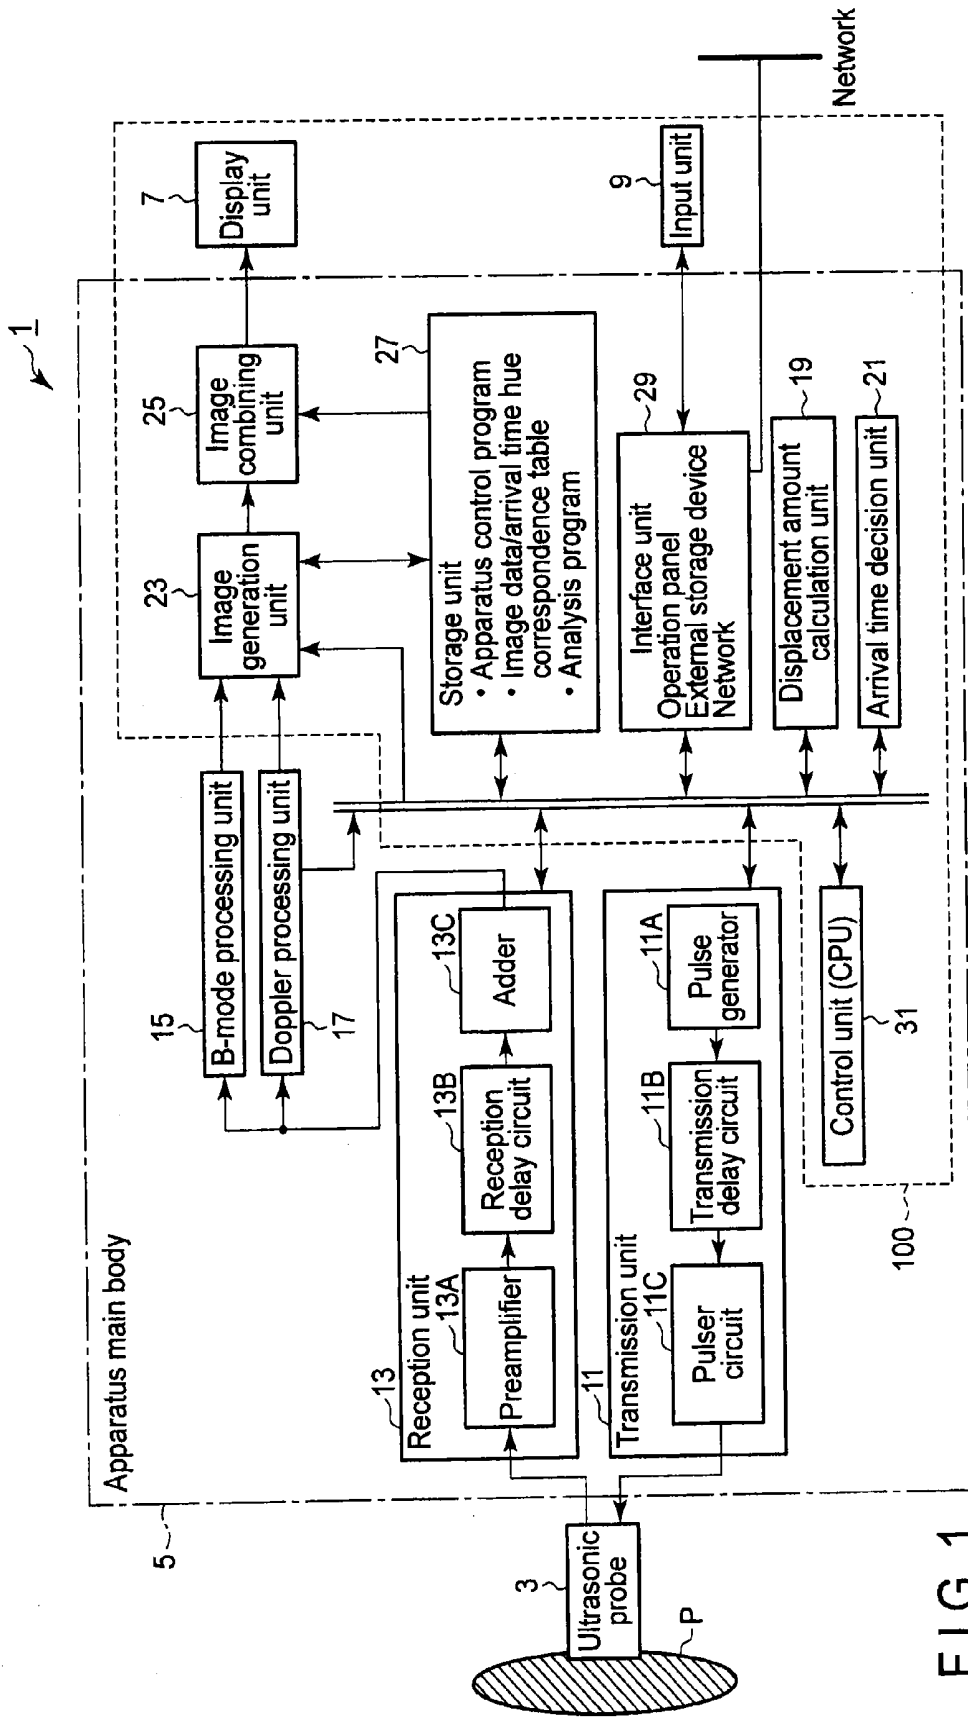 1
Apparatus main body
5
15
B-mode processing unit
Doppler processing unit
17
23
Image
generation
unit
25
Image
combining
unit
7
Display
unit
13
Reception unit
13A
Preamplifier
13B
Reception
delay circuit
13C
Adder
27
Storage unit
• Apparatus control program
• Image data/arrival time hue
correspondence table
• Analysis program
3
Ultrasonic
probe
P
11
Transmission unit
11C
Pulser
circuit
11B
Transmission
delay circuit
11A
Pulse
generator
29
Interface unit
Operation panel
External storage device
Network
9
Input unit
Network
19
Displacement amount
calculation unit
21
Arrival time decision unit
Control unit (CPU)
31
100
FIG. 1